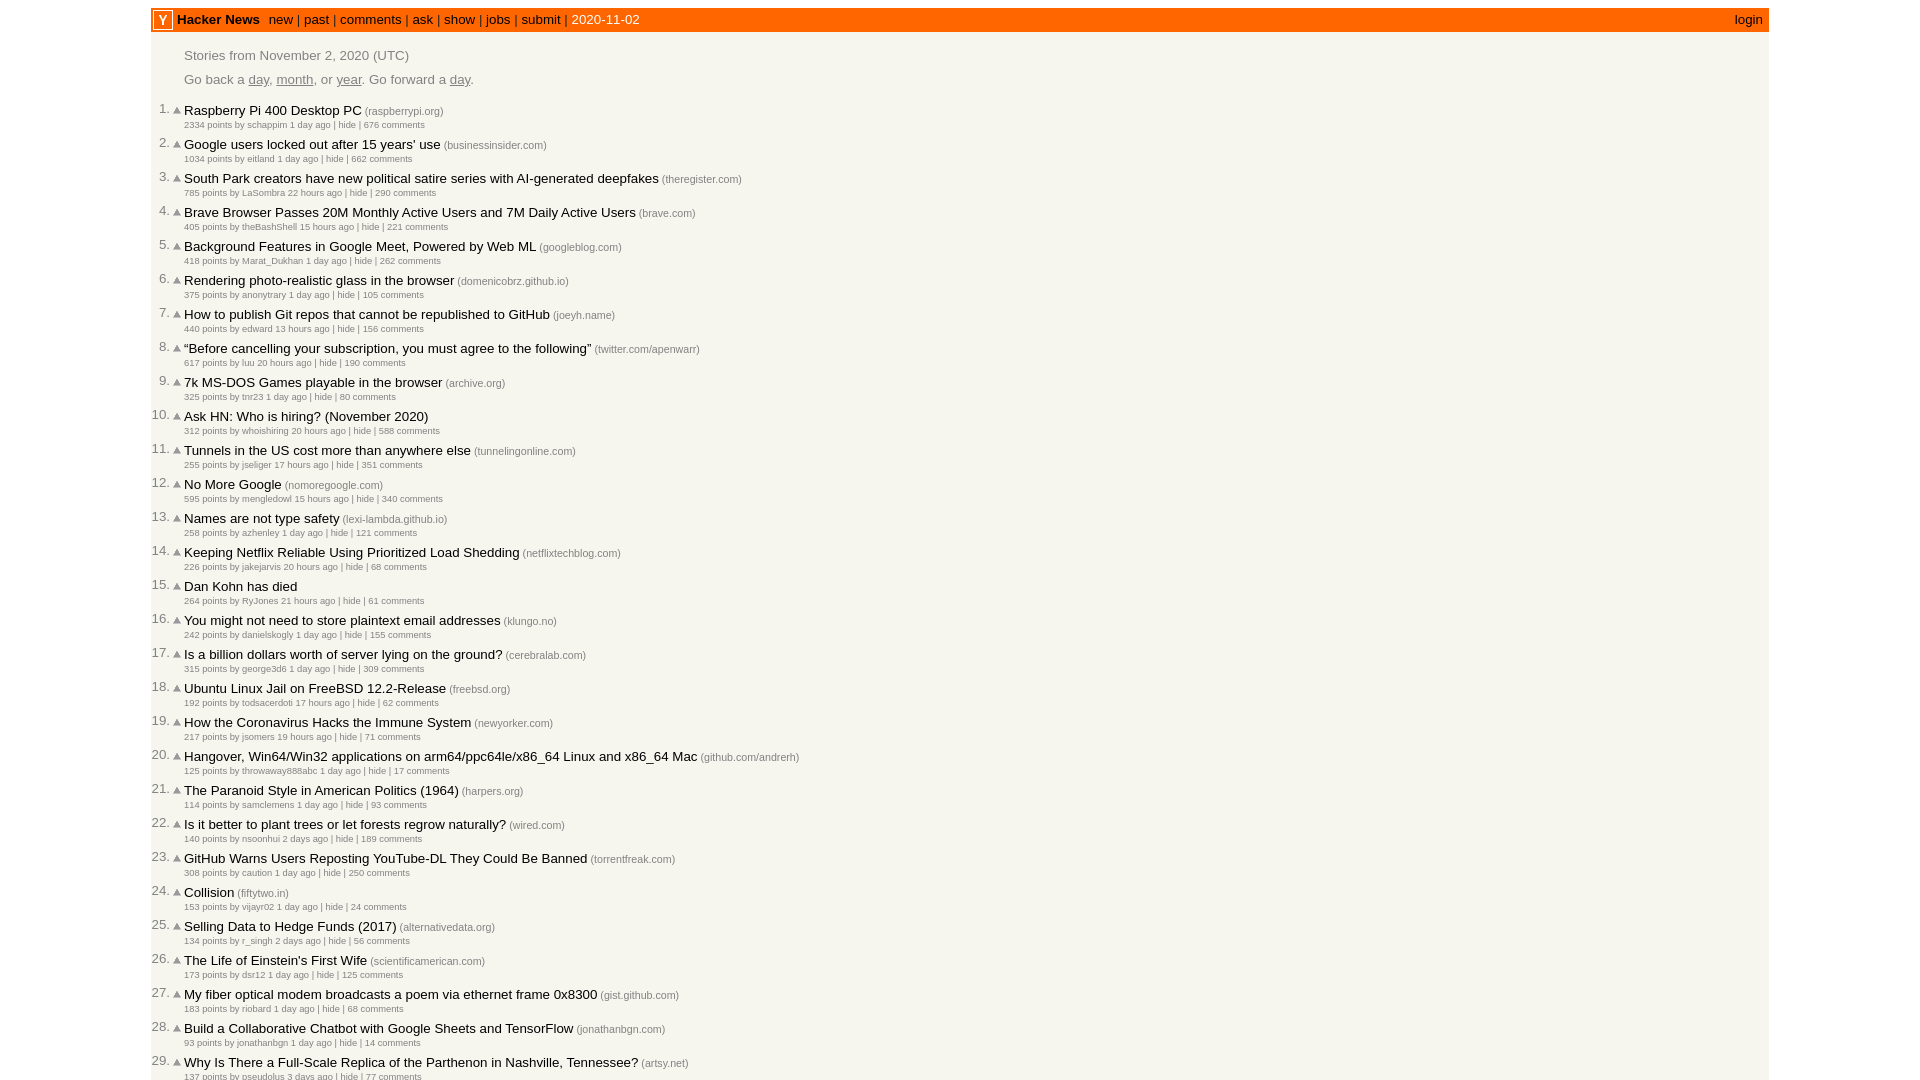 Y Hacker News new | past | comments | ask | show | jobs | submit | 2020-11-02 login
Stories from November 2, 2020 (UTC)
Go back a day, month, or year. Go forward a day.
1. Raspberry Pi 400 Desktop PC (raspberrypi.org)
2334 points by schappim 1 day ago | hide | 676 comments
2. Google users locked out after 15 years' use (businessinsider.com)
1034 points by eitland 1 day ago | hide | 662 comments
3. South Park creators have new political satire series with AI-generated deepfakes (theregister.com)
785 points by LaSombra 22 hours ago | hide | 290 comments
4. Brave Browser Passes 20M Monthly Active Users and 7M Daily Active Users (brave.com)
405 points by theBashShell 15 hours ago | hide | 221 comments
5. Background Features in Google Meet, Powered by Web ML (googleblog.com)
418 points by Marat_Dukhan 1 day ago | hide | 262 comments
6. Rendering photo-realistic glass in the browser (domenicobrz.github.io)
375 points by anonytrary 1 day ago | hide | 105 comments
7. How to publish Git repos that cannot be republished to GitHub (joeyh.name)
440 points by edward 13 hours ago | hide | 156 comments
8. “Before cancelling your subscription, you must agree to the following” (twitter.com/apenwarr)
617 points by luu 20 hours ago | hide | 190 comments
9. 7k MS-DOS Games playable in the browser (archive.org)
325 points by tnr23 1 day ago | hide | 80 comments
10. Ask HN: Who is hiring? (November 2020)
312 points by whoishiring 20 hours ago | hide | 588 comments
11. Tunnels in the US cost more than anywhere else (tunnelingonline.com)
255 points by jseliger 17 hours ago | hide | 351 comments
12. No More Google (nomoregoogle.com)
595 points by mengledowl 15 hours ago | hide | 340 comments
13. Names are not type safety (lexi-lambda.github.io)
258 points by azhenley 1 day ago | hide | 121 comments
14. Keeping Netflix Reliable Using Prioritized Load Shedding (netflixtechblog.com)
226 points by jakejarvis 20 hours ago | hide | 68 comments
15. Dan Kohn has died
264 points by RyJones 21 hours ago | hide | 61 comments
16. You might not need to store plaintext email addresses (klungo.no)
242 points by danielskogly 1 day ago | hide | 155 comments
17. Is a billion dollars worth of server lying on the ground? (cerebralab.com)
315 points by george3d6 1 day ago | hide | 309 comments
18. Ubuntu Linux Jail on FreeBSD 12.2-Release (freebsd.org)
192 points by todsacerdoti 17 hours ago | hide | 62 comments
19. How the Coronavirus Hacks the Immune System (newyorker.com)
217 points by jsomers 19 hours ago | hide | 71 comments
20. Hangover, Win64/Win32 applications on arm64/ppc64le/x86_64 Linux and x86_64 Mac (github.com/andrerh)
125 points by throwaway888abc 1 day ago | hide | 17 comments
21. The Paranoid Style in American Politics (1964) (harpers.org)
114 points by samclemens 1 day ago | hide | 93 comments
22. Is it better to plant trees or let forests regrow naturally? (wired.com)
140 points by nsoonhui 2 days ago | hide | 189 comments
23. GitHub Warns Users Reposting YouTube-DL They Could Be Banned (torrentfreak.com)
308 points by caution 1 day ago | hide | 250 comments
24. Collision (fiftytwo.in)
153 points by vijayr02 1 day ago | hide | 24 comments
25. Selling Data to Hedge Funds (2017) (alternativedata.org)
134 points by r_singh 2 days ago | hide | 56 comments
26. The Life of Einstein's First Wife (scientificamerican.com)
173 points by dsr12 1 day ago | hide | 125 comments
27. My fiber optical modem broadcasts a poem via ethernet frame 0x8300 (gist.github.com)
183 points by riobard 1 day ago | hide | 68 comments
28. Build a Collaborative Chatbot with Google Sheets and TensorFlow (jonathanbgn.com)
93 points by jonathanbgn 1 day ago | hide | 14 comments
29. Why Is There a Full-Scale Replica of the Parthenon in Nashville, Tennessee? (artsy.net)
137 points by pseudolus 3 days ago | hide | 77 comments